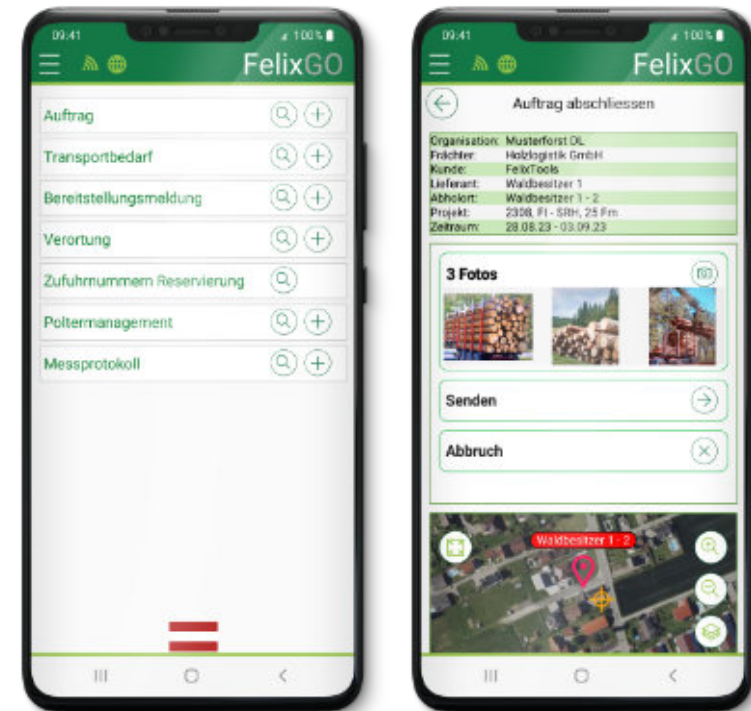 09:41
100%
FelixGO
Auftrag
Transportbedarf
Bereitstellungsmeldung
Verortung
Zufuhrnummern Reservierung
Poltermanagement
Messprotokoll
09:41
100%
FelixGO
Auftrag abschliessen
Organisation: Musterforst DL
Frächter: Holzlogistik GmbH
Kunde: FelixTools
Lieferant: Waldbesitzer 1
Abholort: Waldbesitzer 1 - 2
Projekt: 2308, FI - SRH, 25 Fm
Zeitraum: 28.08.23 - 03.09.23
3 Fotos
Senden
Abbruch
Waldbesitzer 1 - 2